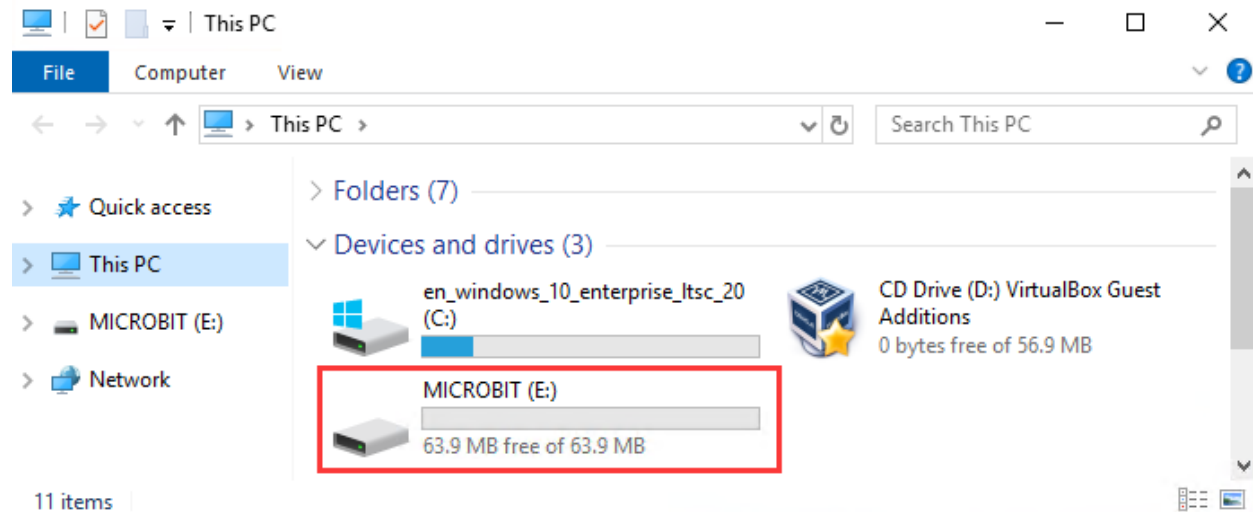 This PC
File
Computer
View
This PC
Search This PC
Quick access
This PC
MICROBIT (E:)
Network
Folders (7)
Devices and drives (3)
en_windows_10_enterprise_ltsc_20
(C:)
CD Drive (D:) VirtualBox Guest
Additions
0 bytes free of 56.9 MB
MICROBIT (E:)
63.9 MB free of 63.9 MB
11 items